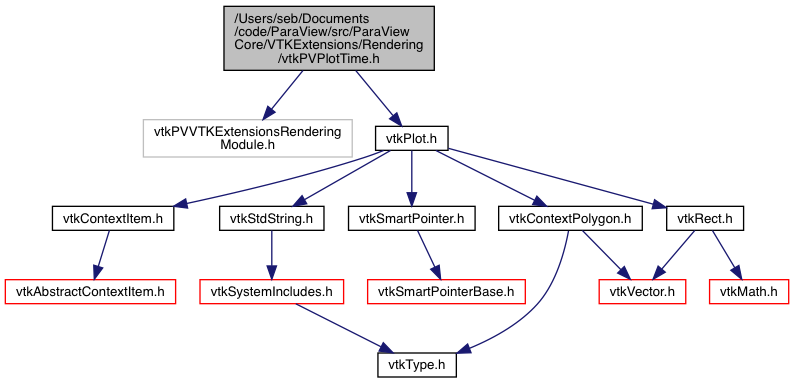 /Users/seb/Documents
/code/ParaView/src/ParaView
Core/VTKExtensions/Rendering
/vtkPVPlotTime.h
vtkPVVTKExtensionsRendering
Module.h
vtkPlot.h
vtkContextItem.h
vtkStdString.h
vtkSmartPointer.h
vtkContextPolygon.h
vtkRect.h
vtkAbstractContextItem.h
vtkSystemIncludes.h
vtkSmartPointerBase.h
vtkVector.h
vtkMath.h
vtkType.h